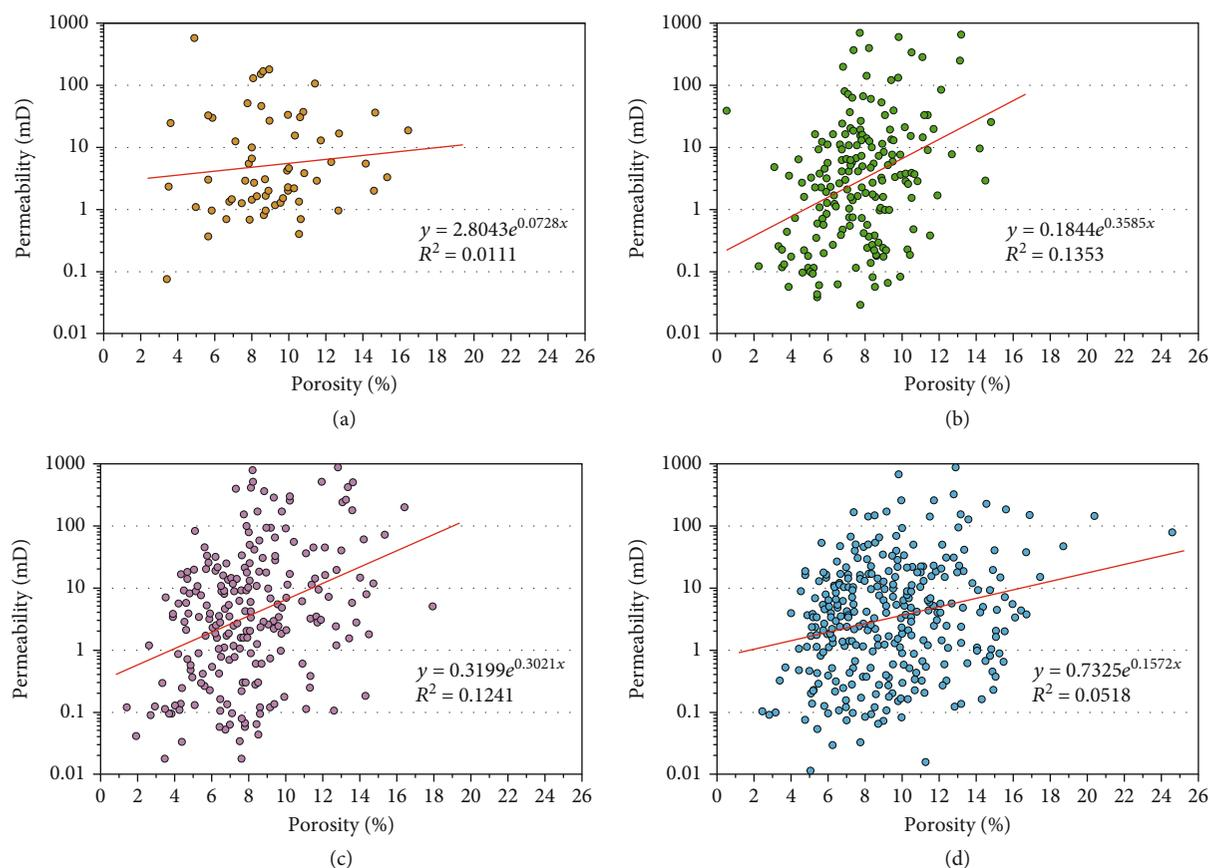 1000
100
10
1
0.1
0.01
Permeability (mD)
y = 2.8043e^0.0728x
R² = 0.0111
0 2 4 6 8 10 12 14 16 18 20 22 24 26
Porosity (%)
(a)
1000
100
10
1
0.1
0.01
Permeability (mD)
y = 0.1844e^0.3585x
R² = 0.1353
0 2 4 6 8 10 12 14 16 18 20 22 24 26
Porosity (%)
(b)
1000
100
10
1
0.1
0.01
Permeability (mD)
y = 0.3199e^0.3021x
R² = 0.1241
0 2 4 6 8 10 12 14 16 18 20 22 24 26
Porosity (%)
(c)
1000
100
10
1
0.1
0.01
Permeability (mD)
y = 0.7325e^0.1572x
R² = 0.0518
0 2 4 6 8 10 12 14 16 18 20 22 24 26
Porosity (%)
(d)